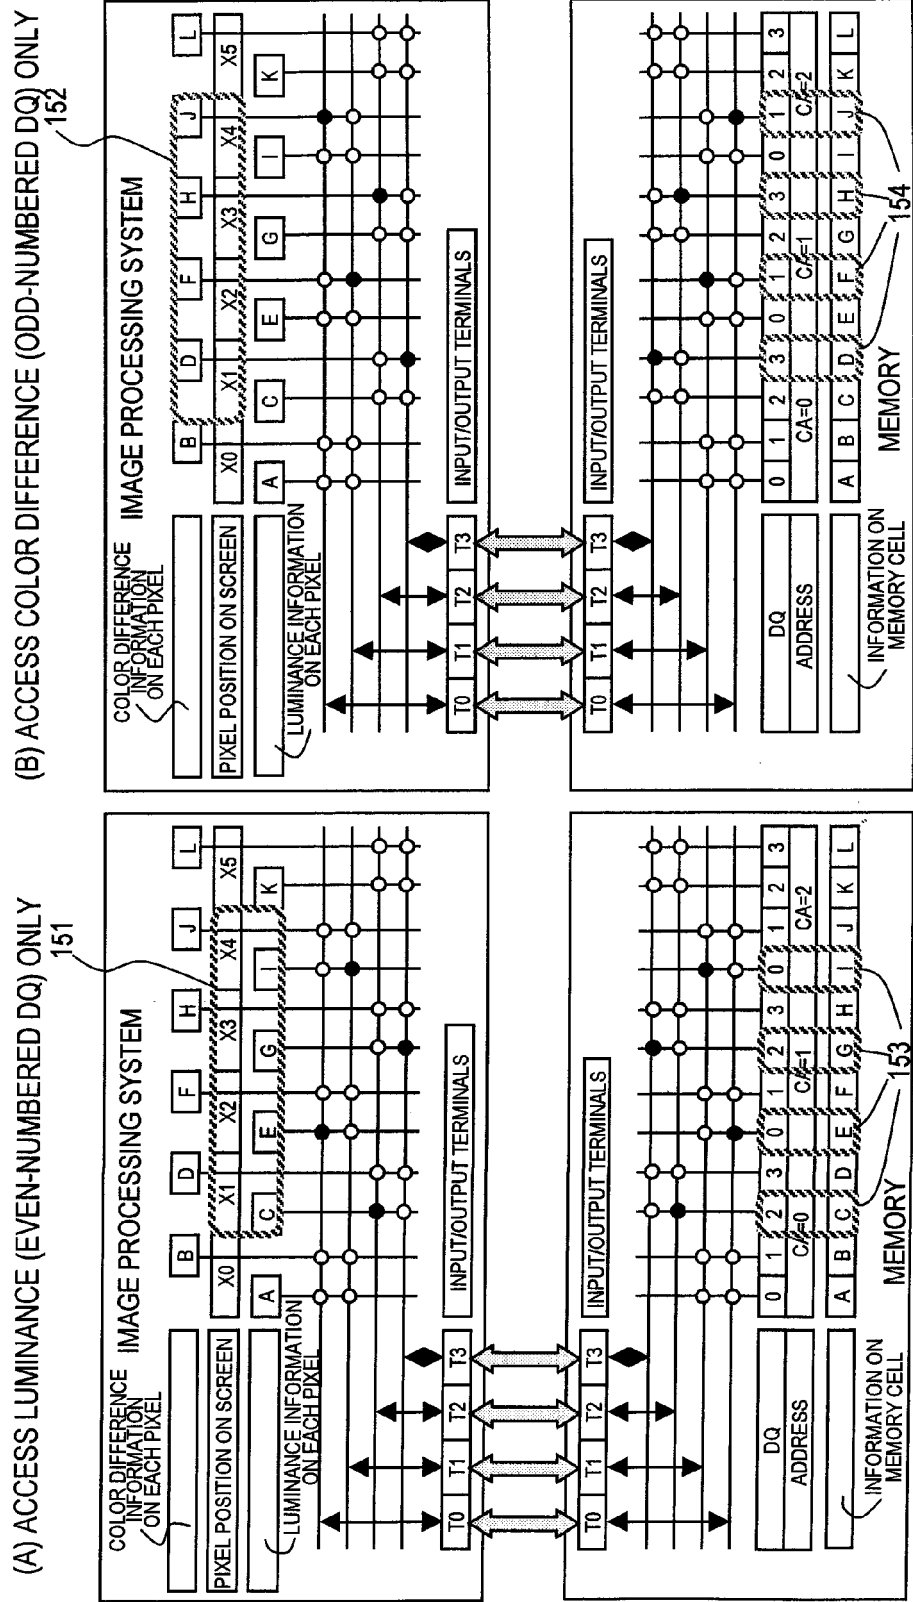 (A) ACCESS LUMINANCE (EVEN-NUMBERED DQ) ONLY
151
COLOR DIFFERENCE
INFORMATION
ON EACH PIXEL
IMAGE PROCESSING SYSTEM
B D F H J L
PIXEL POSITION ON SCREEN
X0 X1 X2 X3 X4 X5
A C E G I K
LUMINANCE INFORMATION
ON EACH PIXEL
T0 T1 T2 T3
INPUT/OUTPUT TERMINALS
T0 T1 T2 T3
INPUT/OUTPUT TERMINALS
DQ
0 1 2 3 0 1 2 3 0 1 2 3
ADDRESS
CA=0 CA=1 CA=2
A B C D E F G H I J K L
INFORMATION ON
MEMORY CELL
MEMORY
153
(B) ACCESS COLOR DIFFERENCE (ODD-NUMBERED DQ) ONLY
152
COLOR DIFFERENCE
INFORMATION
ON EACH PIXEL
IMAGE PROCESSING SYSTEM
B D F H J L
PIXEL POSITION ON SCREEN
X0 X1 X2 X3 X4 X5
A C E G I K
LUMINANCE INFORMATION
ON EACH PIXEL
T0 T1 T2 T3
INPUT/OUTPUT TERMINALS
T0 T1 T2 T3
INPUT/OUTPUT TERMINALS
DQ
0 1 2 3 0 1 2 3 0 1 2 3
ADDRESS
CA=0 CA=1 CA=2
A B C D E F G H I J K L
INFORMATION ON
MEMORY CELL
MEMORY
154